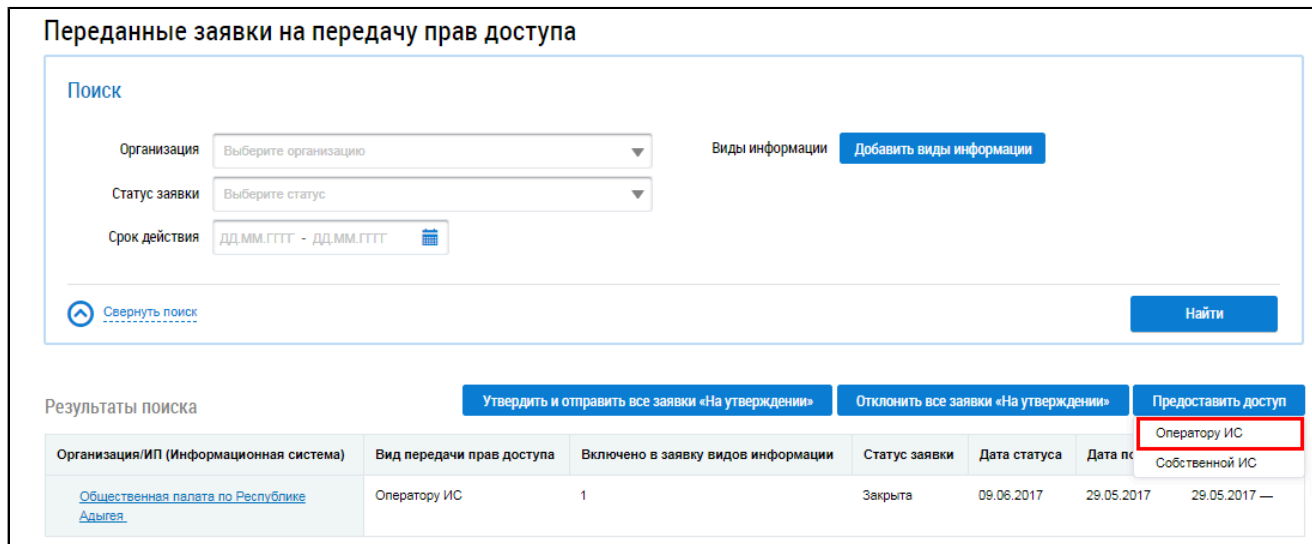 Переданные заявки на передачу прав доступа
Поиск
Организация Выберите организацию Виды информации Добавить виды информации
Статус заявки Выберите статус
Срок действия ДД.ММ.ГГГГ - ДД.ММ.ГГГГ
Свернуть поиск Найти
Результаты поиска Утвердить и отправить все заявки «На утверждении» Отклонить все заявки «На утверждении» Предоставить доступ
Оператору ИС
Собственной ИС
Организация/ИП (Информационная система) Вид передачи прав доступа Включено в заявку видов информации Статус заявки Дата статуса Дата
Общественная палата по Республике Оператору ИС 1 Закрыта 09.06.2017 29.05.2017 29.05.2017 —
Адыгея